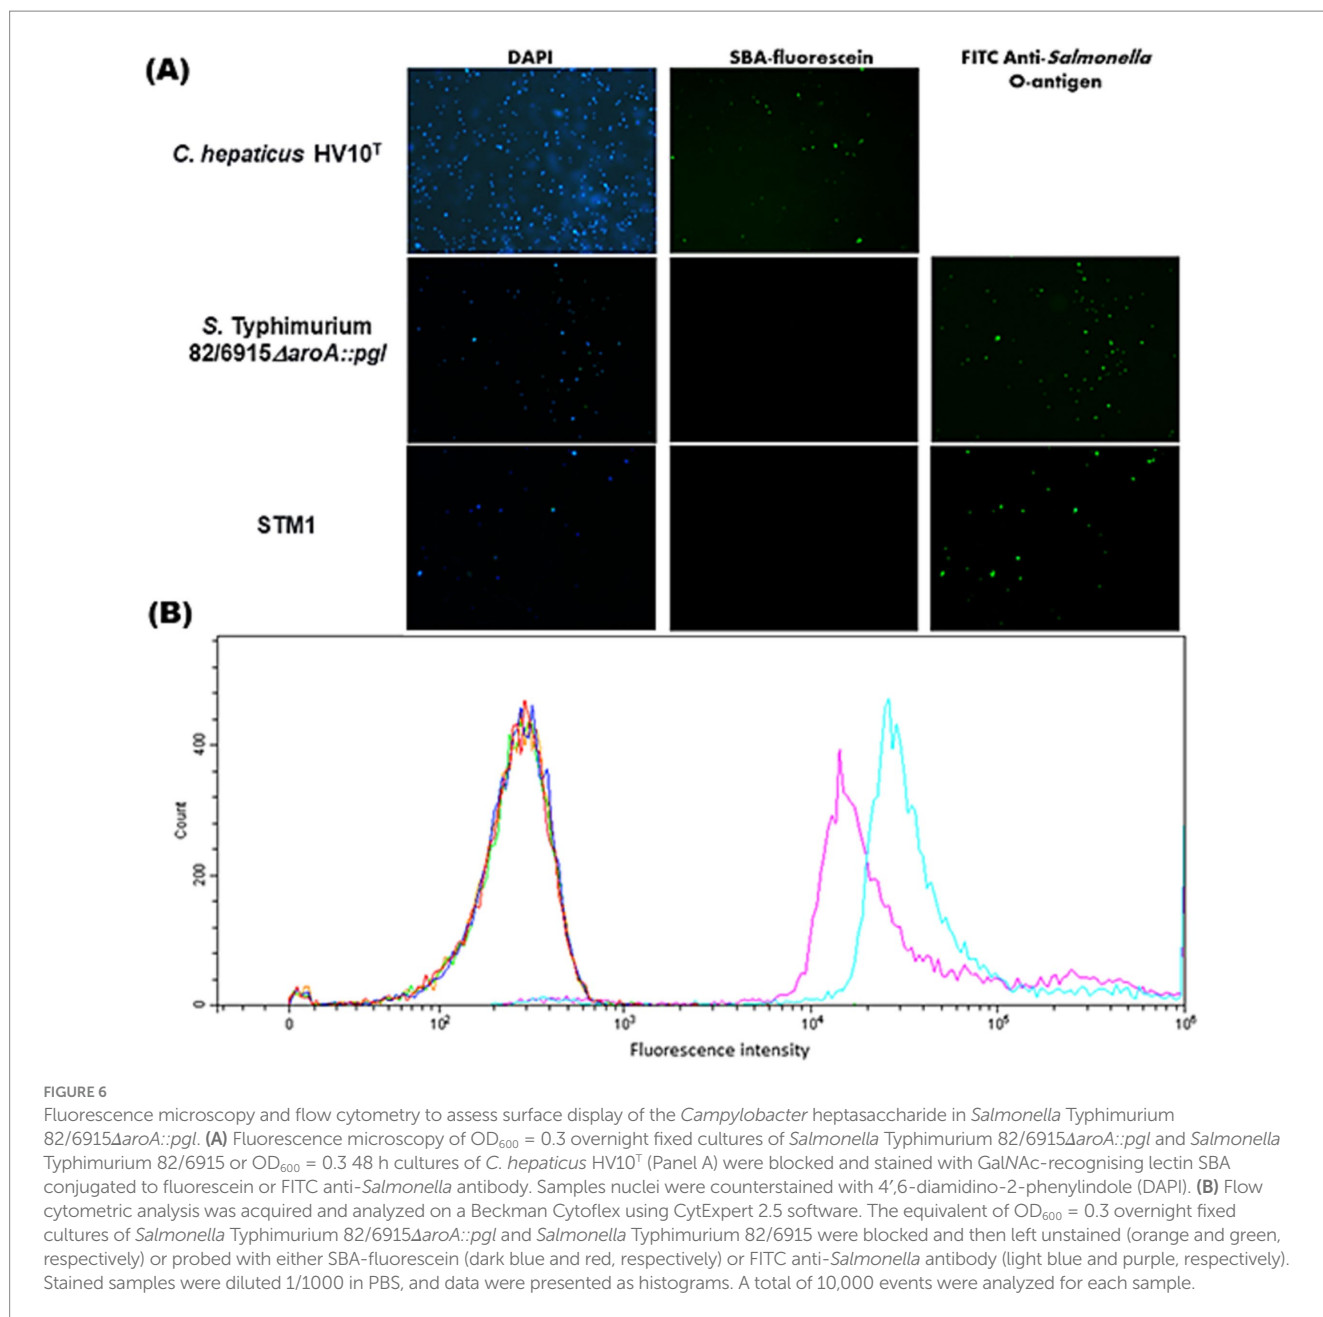 (A)
DAPI
SBA-fluorescein
FITC Anti-Salmonella
O-antigen
C. hepaticus HV10ᵀ
S. Typhimurium
82/6915ΔaroA::pgl
STM1
(B)
400
200
0
Count
0 10² 10³ 10⁴ 10⁵ 10⁶
Fluorescence intensity
FIGURE 6
Fluorescence microscopy and flow cytometry to assess surface display of the Campylobacter heptasaccharide in Salmonella Typhimurium
82/6915ΔaroA::pgl. (A) Fluorescence microscopy of OD₆₀₀ = 0.3 overnight fixed cultures of Salmonella Typhimurium 82/6915ΔaroA::pgl and Salmonella
Typhimurium 82/6915 or OD₆₀₀ = 0.3 48 h cultures of C. hepaticus HV10ᵀ (Panel A) were blocked and stained with GalNAc-recognising lectin SBA
conjugated to fluorescein or FITC anti-Salmonella antibody. Samples nuclei were counterstained with 4′,6-diamidino-2-phenylindole (DAPI). (B) Flow
cytometric analysis was acquired and analyzed on a Beckman Cytoflex using CytExpert 2.5 software. The equivalent of OD₆₀₀ = 0.3 overnight fixed
cultures of Salmonella Typhimurium 82/6915ΔaroA::pgl and Salmonella Typhimurium 82/6915 were blocked and then left unstained (orange and green,
respectively) or probed with either SBA-fluorescein (dark blue and red, respectively) or FITC anti-Salmonella antibody (light blue and purple, respectively).
Stained samples were diluted 1/1000 in PBS, and data were presented as histograms. A total of 10,000 events were analyzed for each sample.